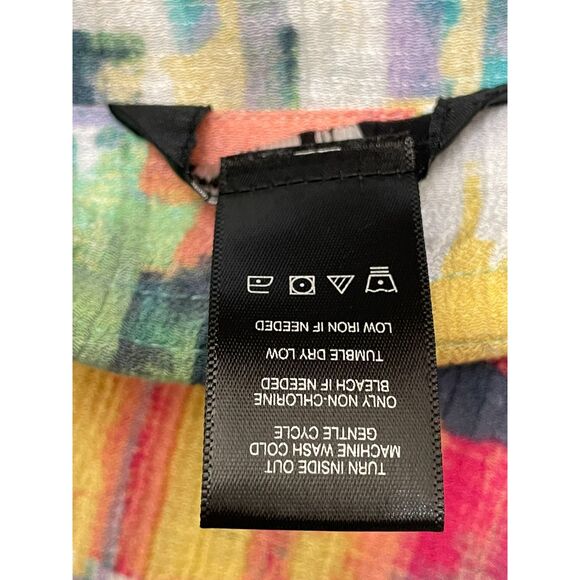 TURN INSIDE OUT
MACHINE WASH COLD
GENTLE CYCLE
ONLY NON-CHLORINE
BLEACH IF NEEDED
TUMBLE DRY LOW
LOW IRON IF NEEDED